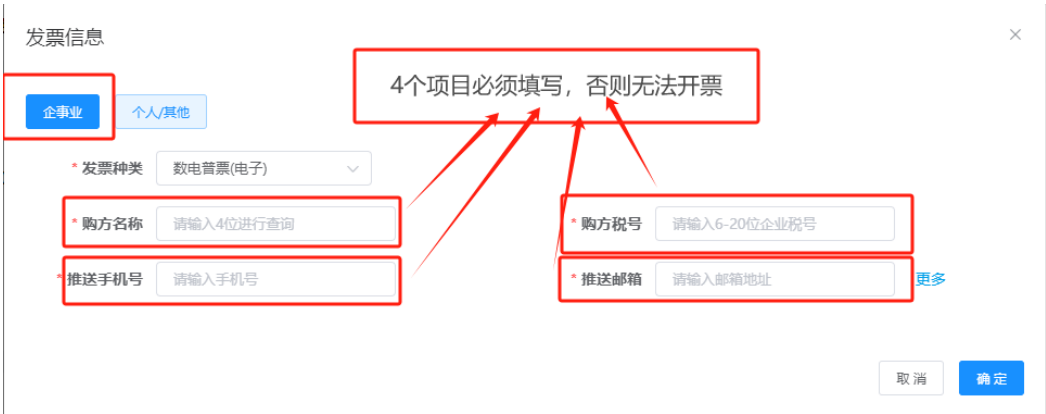 发票信息
4个项目必须填写，否则无法开票
企事业 个人/其他
* 发票种类 数电普票(电子)
* 购方名称 请输入4位进行查询 * 购方税号 请输入6-20位企业税号
* 推送手机号 请输入手机号 * 推送邮箱 请输入邮箱地址 更多
取消 确定